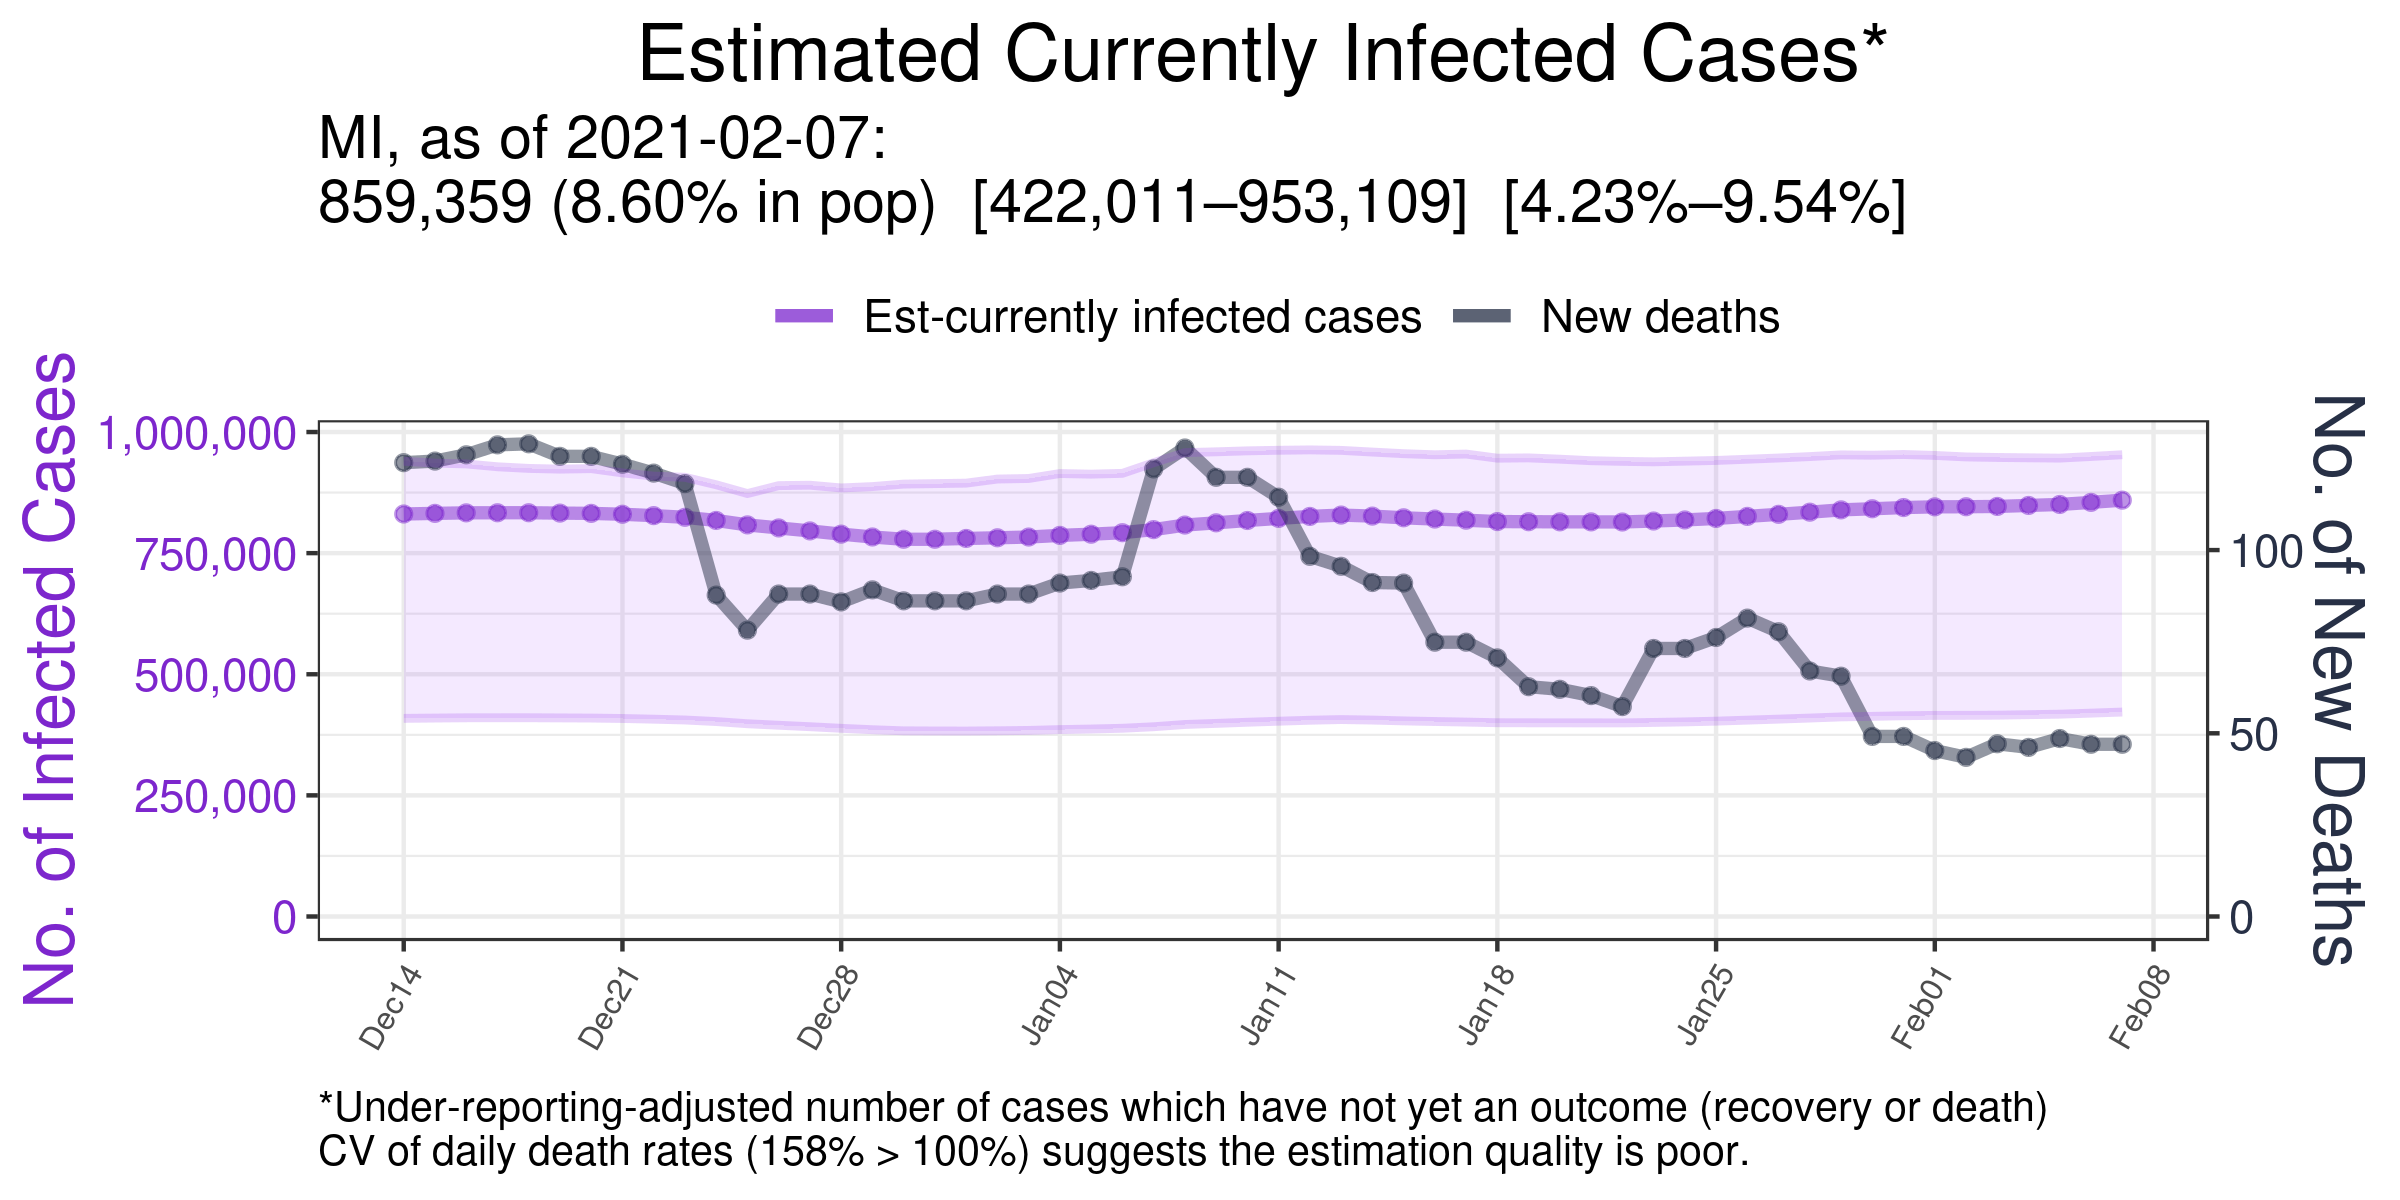 Estimated Currently Infected Cases*
MI, as of 2021-02-07:
859,359 (8.60% in pop)  [422,011–953,109]  [4.23%–9.54%]
Est-currently infected cases
New deaths
No. of Infected Cases
1,000,000
750,000
500,000
250,000
0
No. of New Deaths
100
50
0
Dec14
Dec21
Dec28
Jan04
Jan11
Jan18
Jan25
Feb01
Feb08
*Under-reporting-adjusted number of cases which have not yet an outcome (recovery or death)
CV of daily death rates (158% > 100%) suggests the estimation quality is poor.